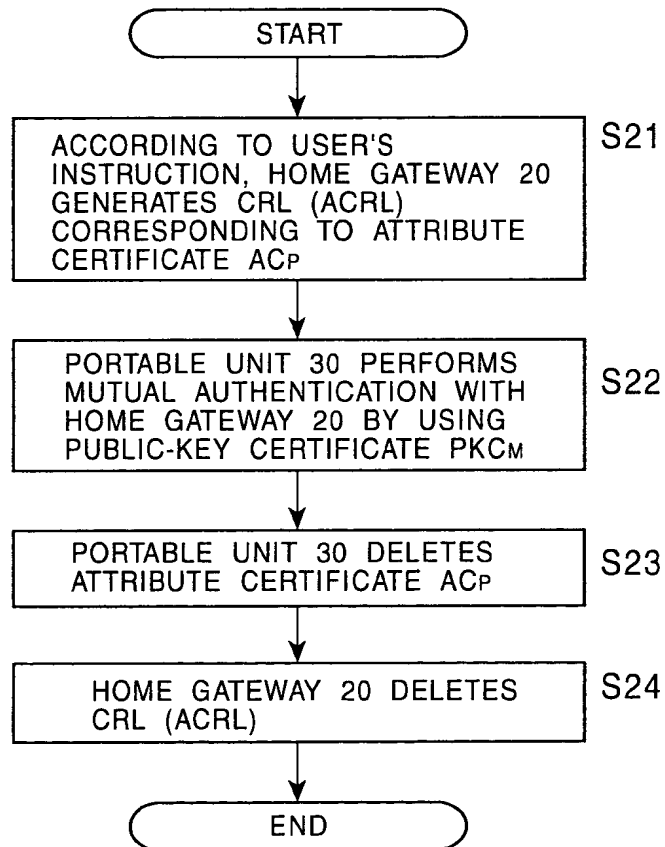 START
S21
ACCORDING TO USER'S
INSTRUCTION, HOME GATEWAY 20
GENERATES CRL (ACRL)
CORRESPONDING TO ATTRIBUTE
CERTIFICATE ACP
S22
PORTABLE UNIT 30 PERFORMS
MUTUAL AUTHENTICATION WITH
HOME GATEWAY 20 BY USING
PUBLIC-KEY CERTIFICATE PKCM
S23
PORTABLE UNIT 30 DELETES
ATTRIBUTE CERTIFICATE ACP
S24
HOME GATEWAY 20 DELETES
CRL (ACRL)
END